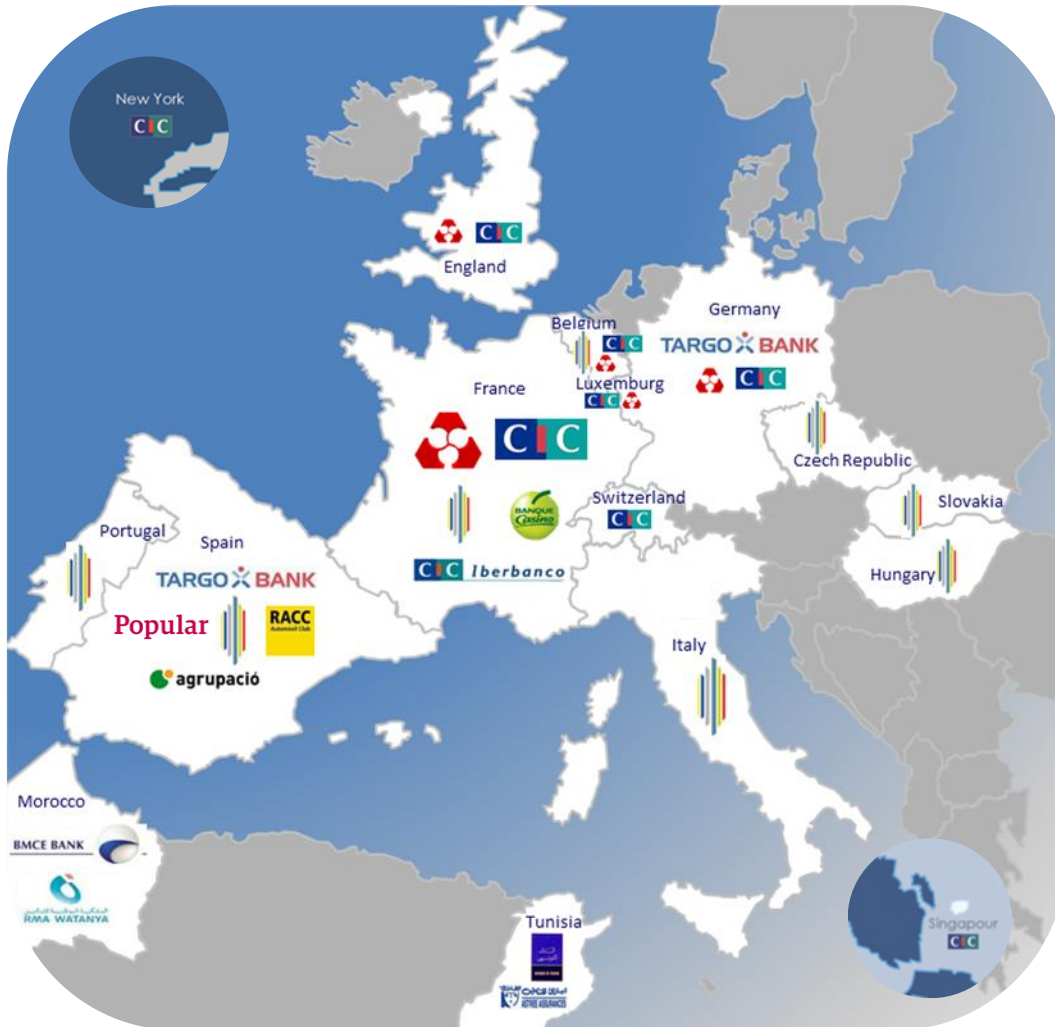 New York
CIC
CIC
England
Germany
Belgium
CIC
TARGO BANK
CIC
Luxemburg
CIC
France
CIC
Czech Republic
Switzerland
CIC
BANQUE
Casino
Slovakia
Portugal
Spain
TARGO BANK
CIC Iberbanco
Hungary
Popular
RACC
Automòbil Club
agrupació
Italy
Morocco
BMCE BANK
RMA WATANYA
Tunisia
ASTREE ASSURANCES
Singapour
CIC